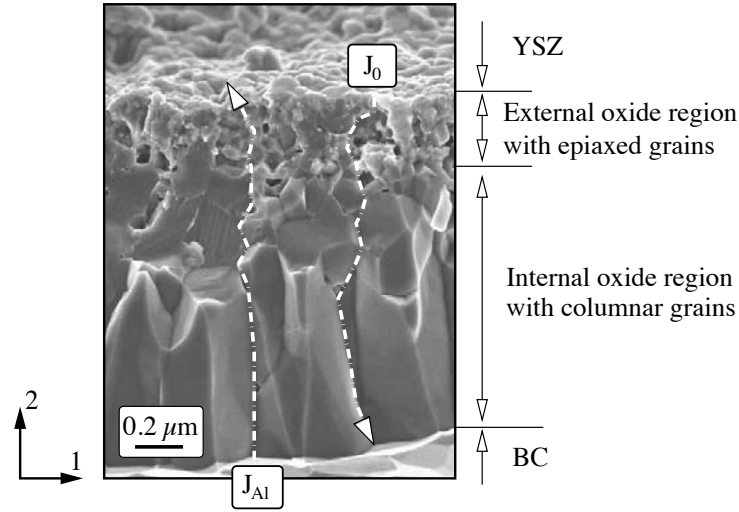 YSZ
J0
External oxide region
with epiaxed grains
Internal oxide region
with columnar grains
2
0.2 μm
1
BC
JAl